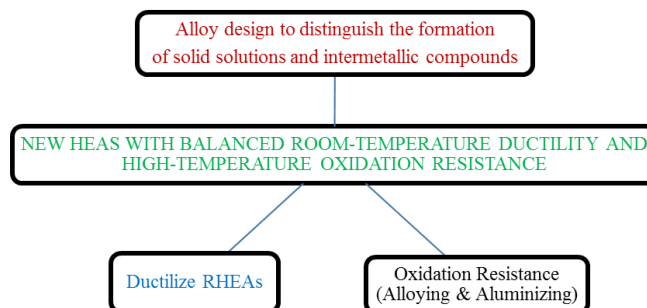 Alloy design to distinguish the formation
of solid solutions and intermetallic compounds
NEW HEAS WITH BALANCED ROOM-TEMPERATURE DUCTILITY AND
HIGH-TEMPERATURE OXIDATION RESISTANCE
Ductilize RHEAs
Oxidation Resistance
(Alloying & Aluminizing)